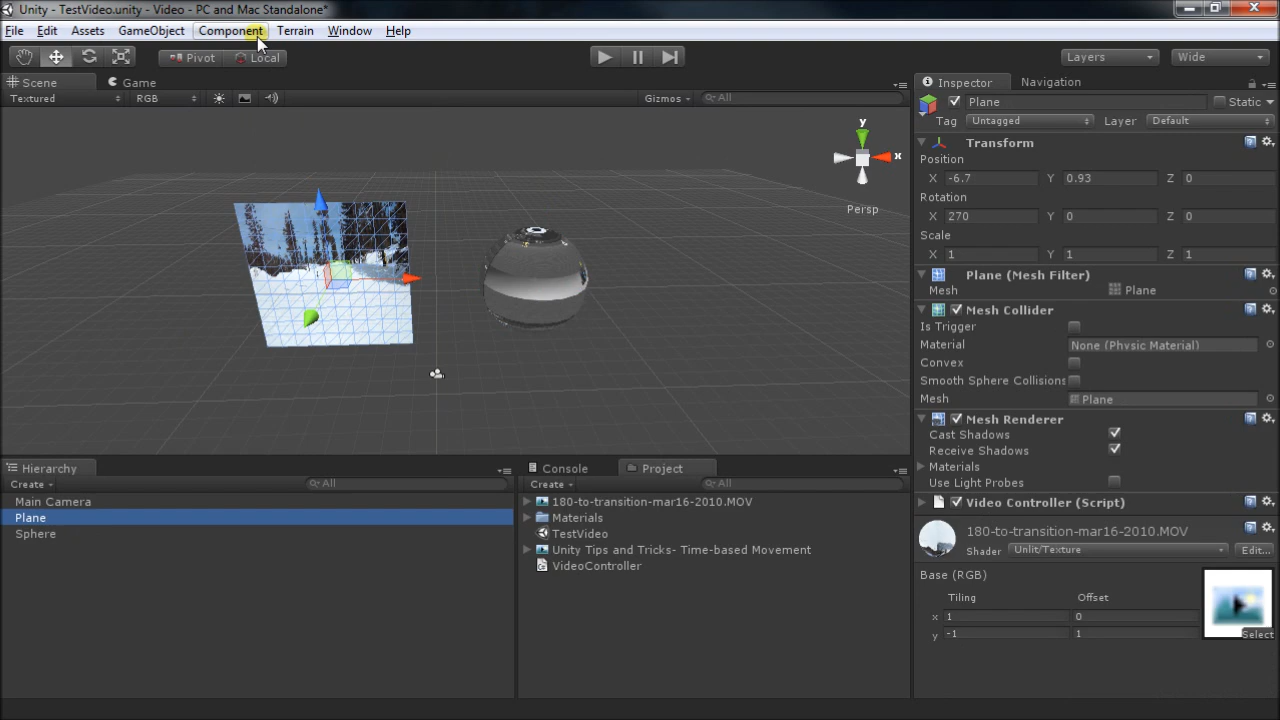 Unity - TestVideo.unity - Video - PC and Mac Standalone*
File Edit Assets GameObject Component Terrain Window Help
Pivot Local Layers Wide
Scene Game
Textured RGB Gizmos All
y
x
Persp
Inspector Navigation
Plane Static
Tag Untagged Layer Default
Transform
Position
X -6.7 Y 0.93 Z 0
Rotation
X 270 Y 0 Z 0
Scale
X 1 Y 1 Z 1
Plane (Mesh Filter)
Mesh Plane
Mesh Collider
Is Trigger
Material None (Physic Material)
Convex
Smooth Sphere Collisions
Mesh Plane
Mesh Renderer
Cast Shadows
Receive Shadows
Materials
Use Light Probes
Video Controller (Script)
180-to-transition-mar16-2010.MOV
Shader Unlit/Texture Edit...
Base (RGB)
Tiling Offset
x 1 0
y -1 1
Select
Hierarchy
Create All
Main Camera
Plane
Sphere
Console Project
Create All
180-to-transition-mar16-2010.MOV
Materials
TestVideo
Unity Tips and Tricks- Time-based Movement
VideoController